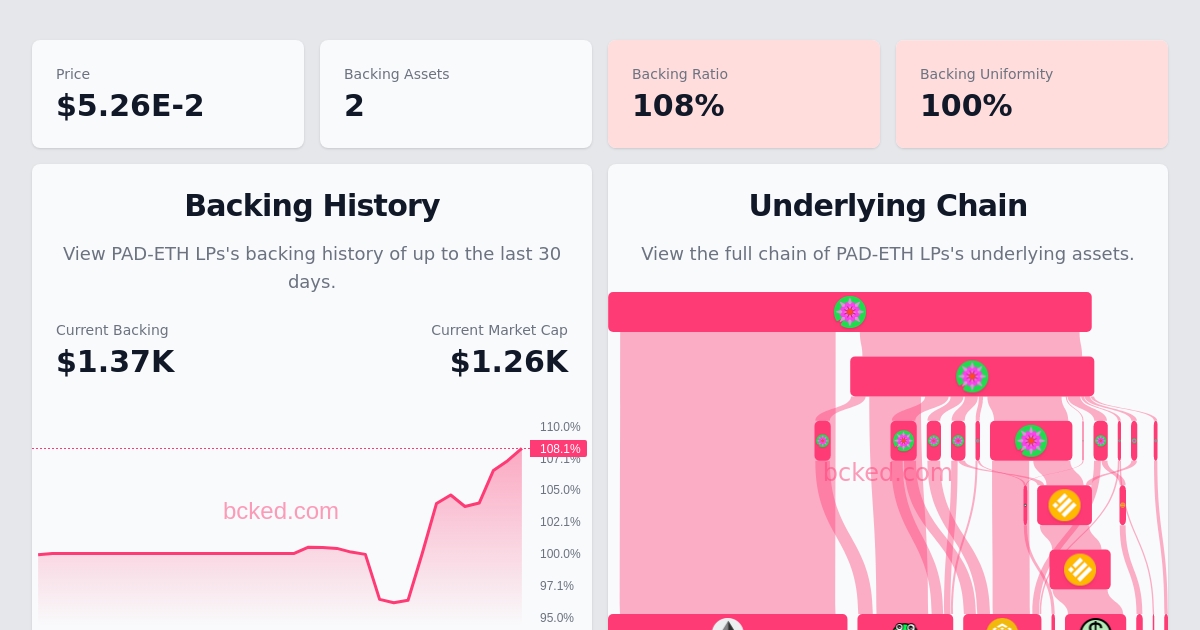 Price
$5.26E-2
Backing Assets
2
Backing Ratio
108%
Backing Uniformity
100%
Backing History
View PAD-ETH LPs's backing history of up to the last 30
days.
Current Backing
$1.37K
Current Market Cap
$1.26K
110.0%
108.1%
107.1%
105.0%
102.1%
100.0%
97.1%
95.0%
bcked.com
Underlying Chain
View the full chain of PAD-ETH LPs's underlying assets.
bcked.com